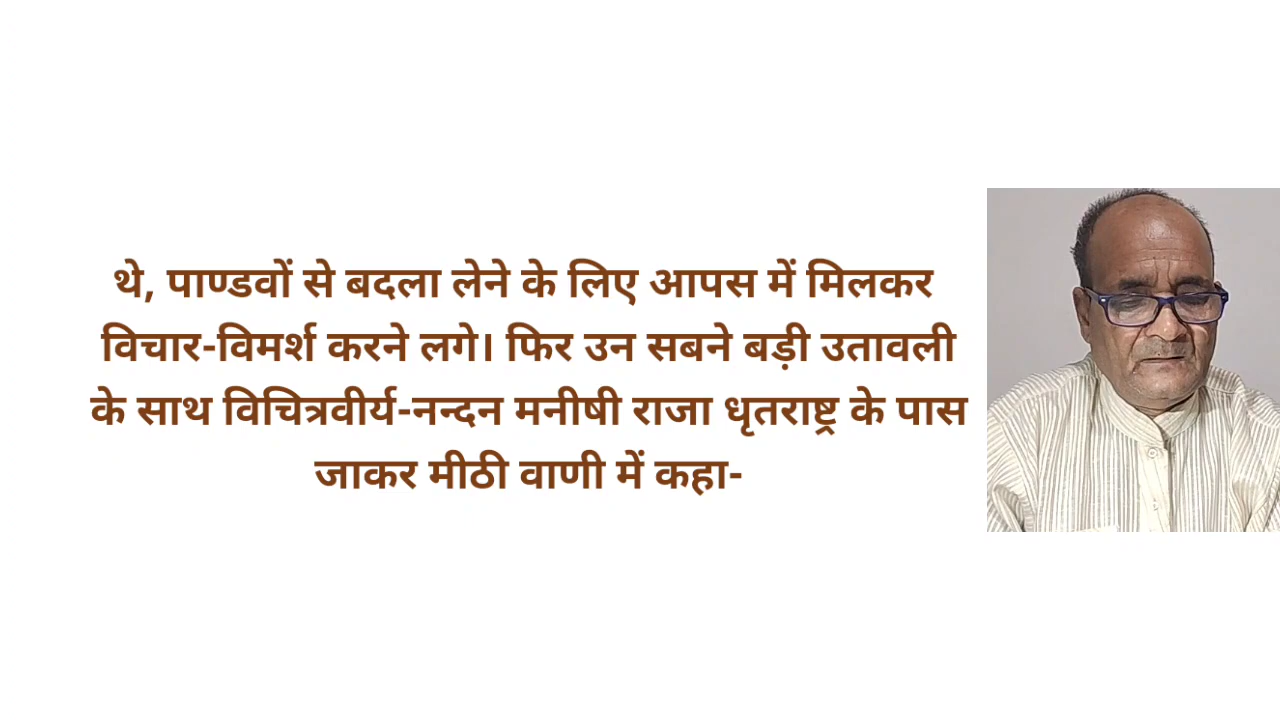 थे, पाण्डवों से बदला लेने के लिए आपस में मिलकर
विचार-विमर्श करने लगे। फिर उन सबने बड़ी उतावली
के साथ विचित्रवीर्य-नन्दन मनीषी राजा धृतराष्ट्र के पास
जाकर मीठी वाणी में कहा-